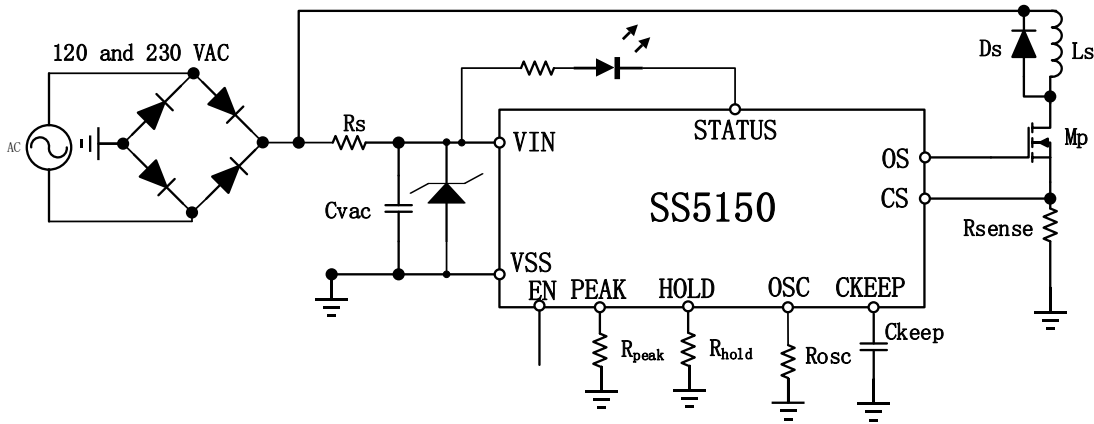 120 and 230 VAC
AC
Rs
Cvac
VIN
VSS
EN
PEAK
HOLD
OSC
CKEEP
STATUS
SS5150
OS
CS
Ds
Ls
Mp
Rsense
Rpeak
Rhold
Rosc
Ckeep